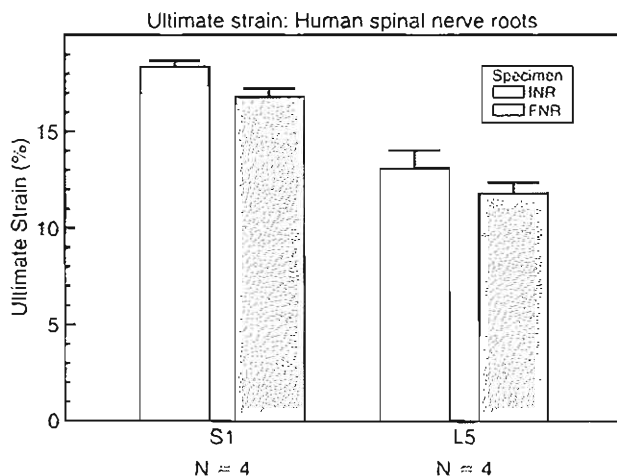 Ultimate strain: Human spinal nerve roots
Specimen
INR
FNR
Ultimate Strain (%)
15
10
5
0
S1
L5
N = 4
N = 4